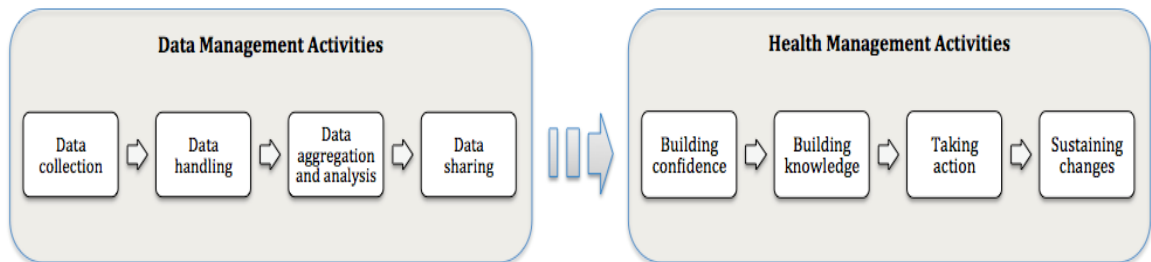 Data Management Activities
Data
collection
Data
handling
Data
aggregation
and analysis
Data
sharing
Health Management Activities
Building
confidence
Building
knowledge
Taking
action
Sustaining
changes